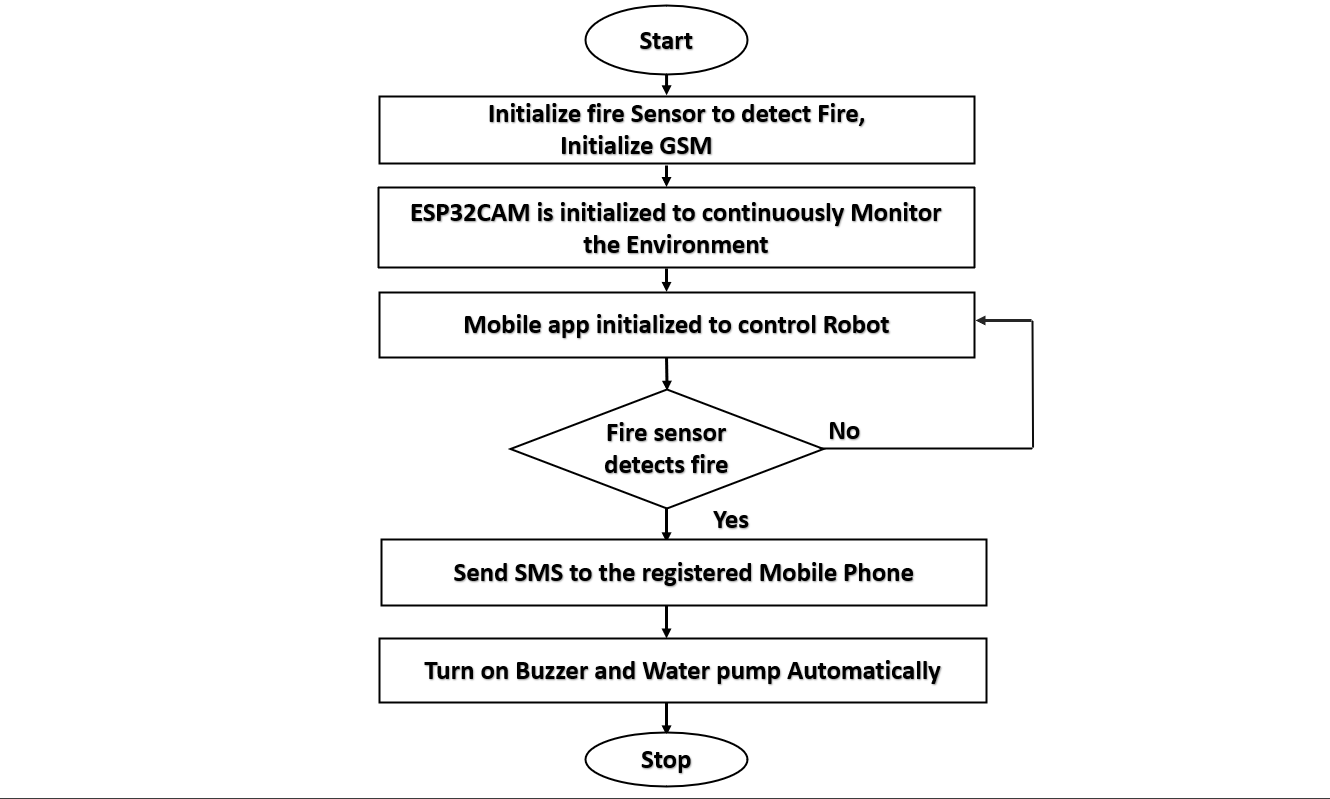 Start
Initialize fire Sensor to detect Fire,
Initialize GSM
ESP32CAM is initialized to continuously Monitor
the Environment
Mobile app initialized to control Robot
Fire sensor
detects fire
No
Yes
Send SMS to the registered Mobile Phone
Turn on Buzzer and Water pump Automatically
Stop